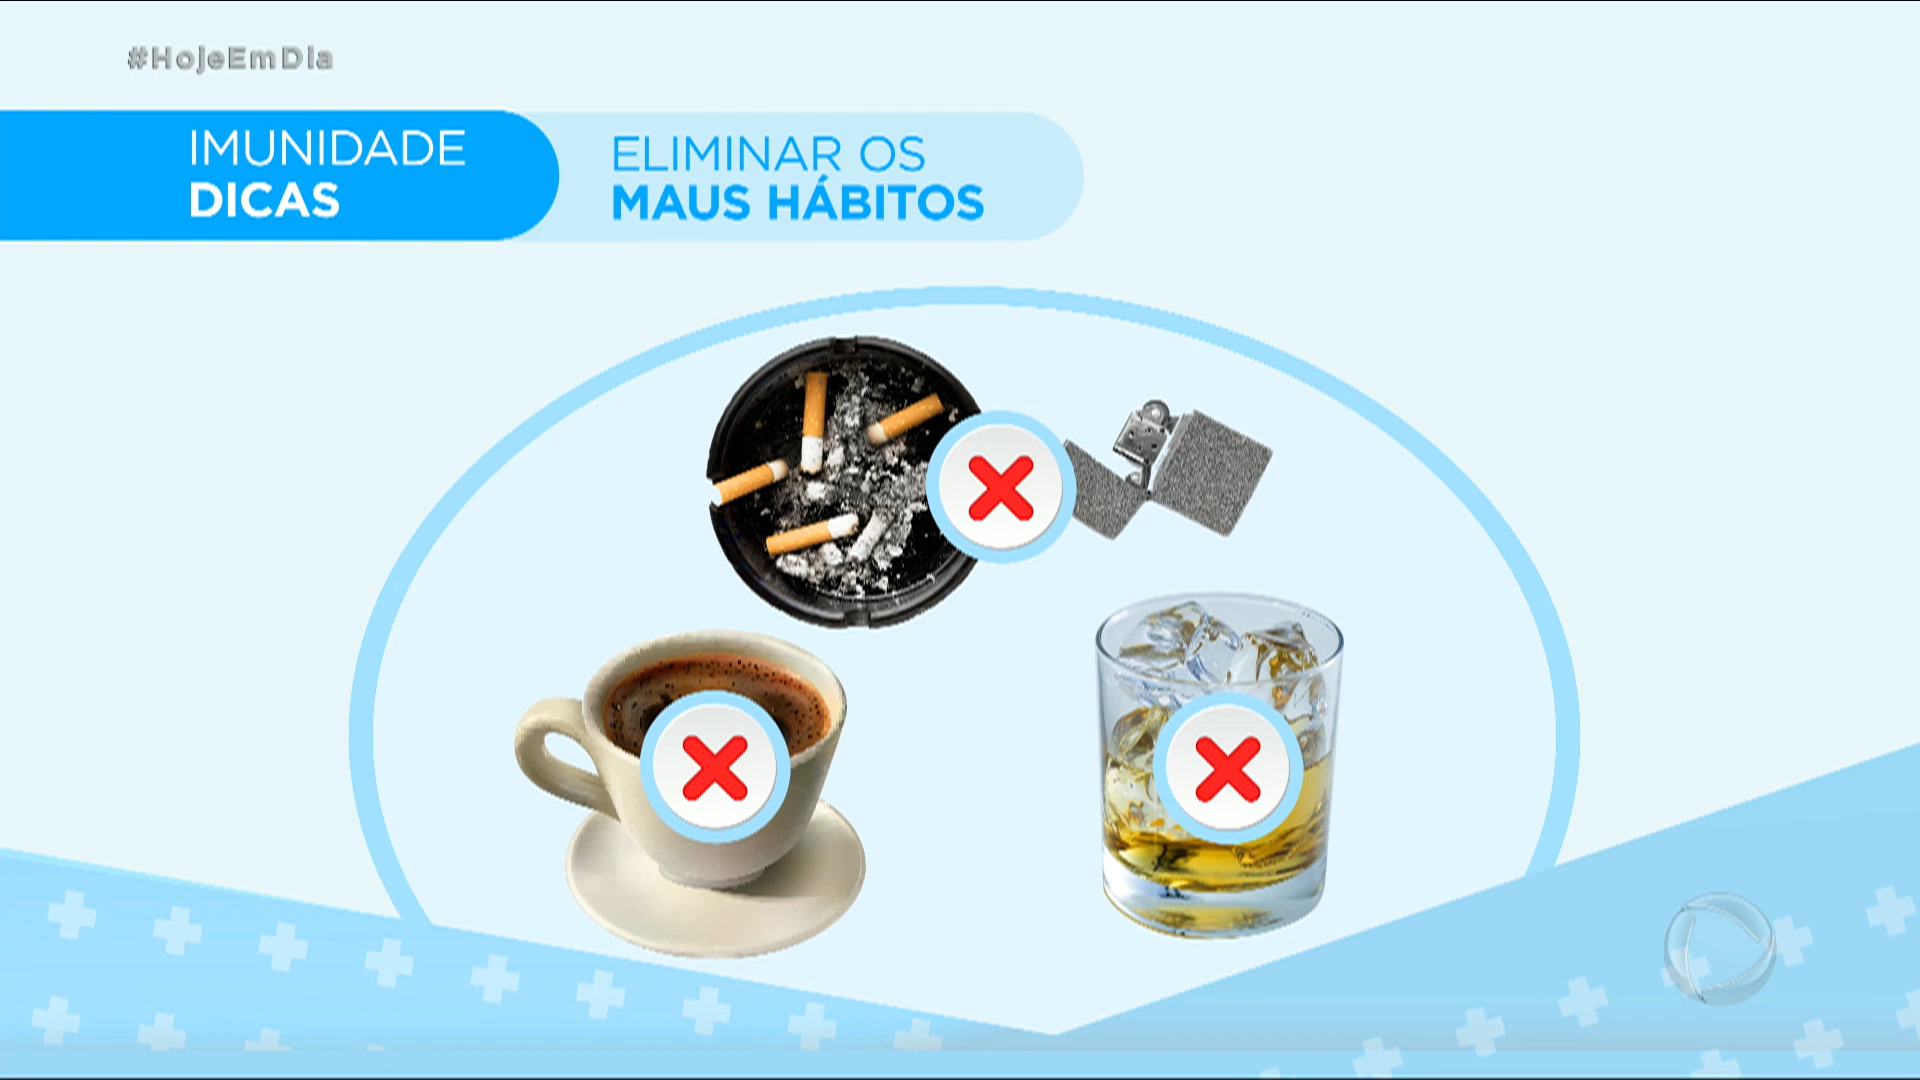 #HojeEmDia
IMUNIDADE
DICAS
ELIMINAR OS
MAUS HÁBITOS